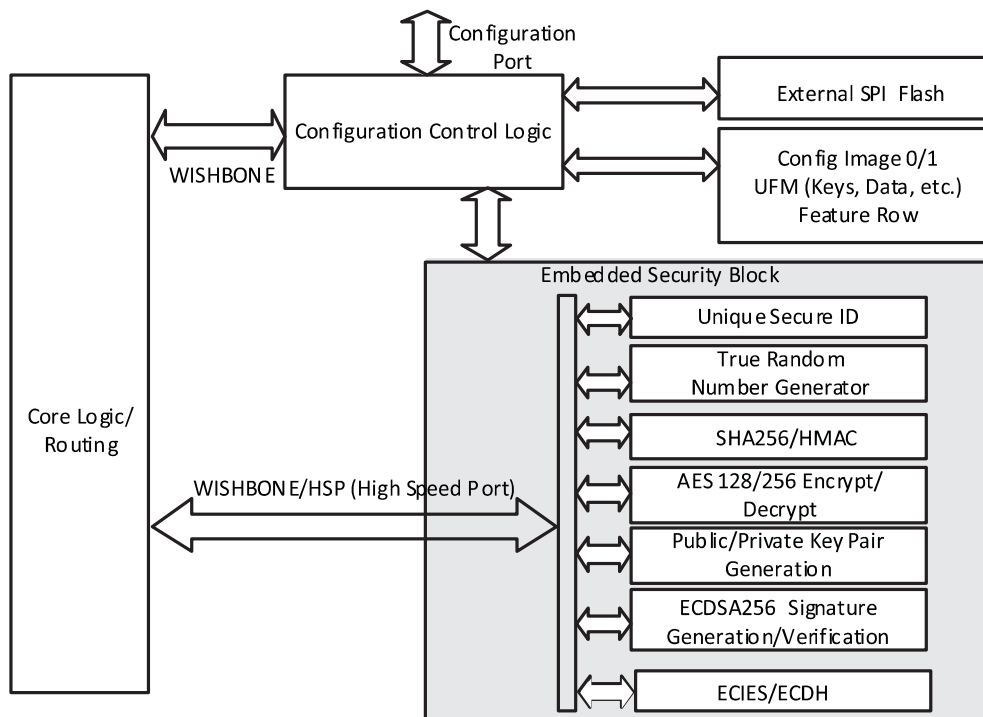 Configuration
Port
External SPI Flash
Configuration Control Logic
WISHBONE
Config Image 0/1
UFM (Keys, Data, etc.)
Feature Row
Embedded Security Block
Unique Secure ID
True Random
Number Generator
Core Logic/
Routing
SHA256/HMAC
WISHBONE/HSP (High Speed Port)
AES 128/256 Encrypt/
Decrypt
Public/Private Key Pair
Generation
ECDSA256 Signature
Generation/Verification
ECIES/ECDH